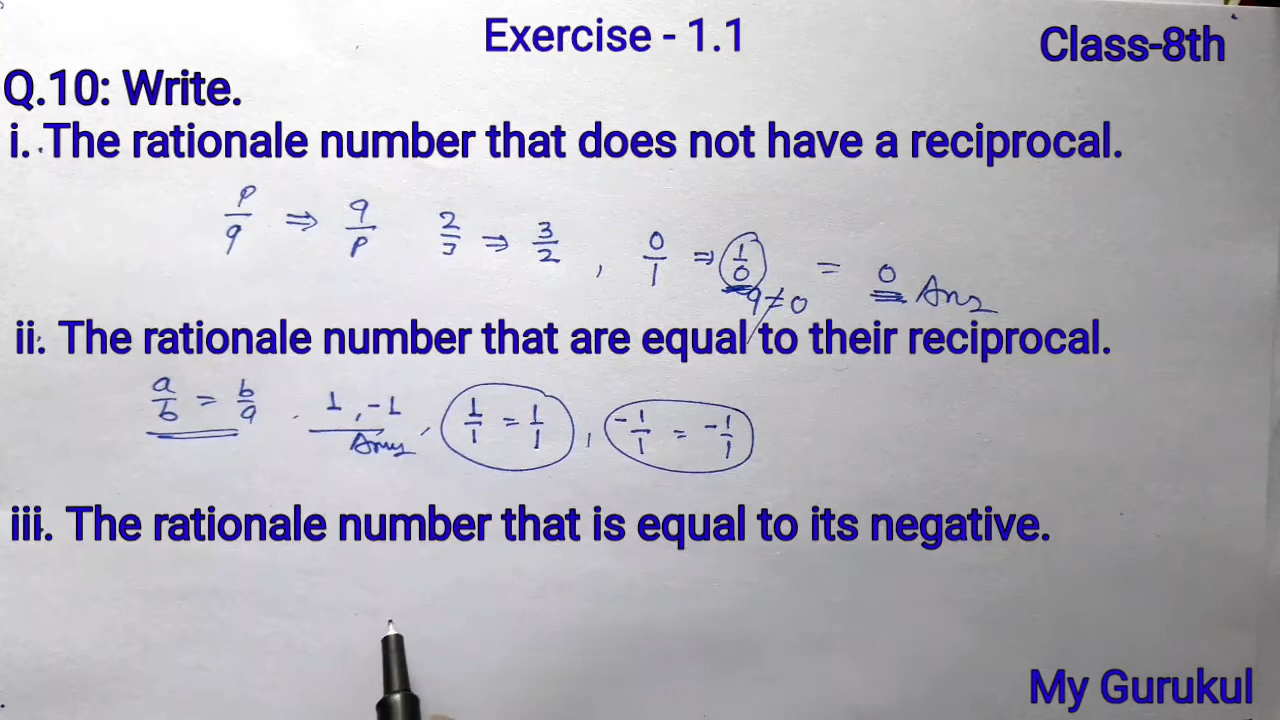 Exercise - 1.1
Class-8th
Q.10: Write.
i. The rationale number that does not have a reciprocal.
p/q ⇒ q/p 2/3 ⇒ 3/2 , 0/1 ⇒ 1/0 = 0 Ans
q≠0
ii. The rationale number that are equal to their reciprocal.
a/b = b/a . 1 , -1 , 1/1 = 1/1 , -1/1 = -1/1
Ans
iii. The rationale number that is equal to its negative.
My Gurukul